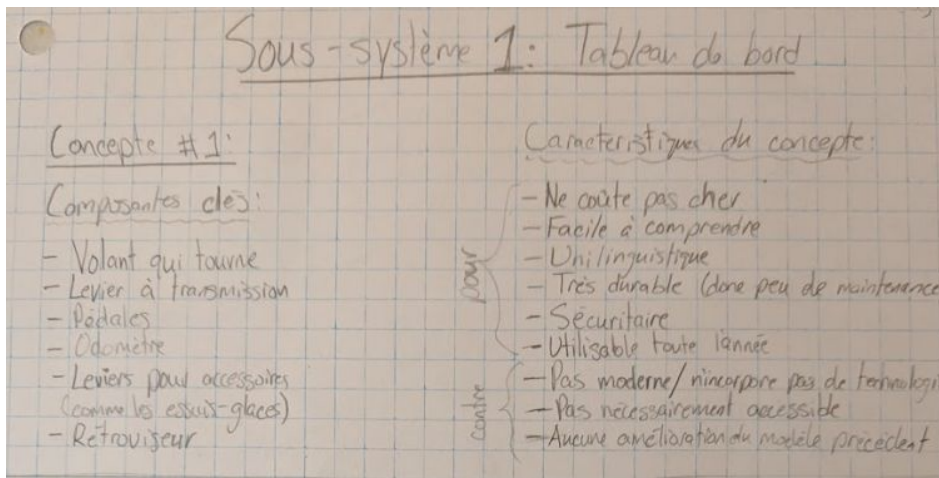 Sous-système 1: Tableau de bord
Concepte #1:
Composantes clés:
- Volant qui tourne
- Levier à transmission
- Pédales
- Odomètre
- Leviers pour accessoires
(comme les essuis-glaces)
- Rétroviseur
Caractéristiques du concepte:
pour
- Ne coûte pas cher
- Facile à comprendre
- Unilinguistique
- Très durable (donc peu de maintenance
- Sécuritaire
- Utilisable toute l'année
contre
- Pas moderne/n'incorpore pas de technologi
- Pas nécessairement accessible
- Aucune amélioration du modèle précédent